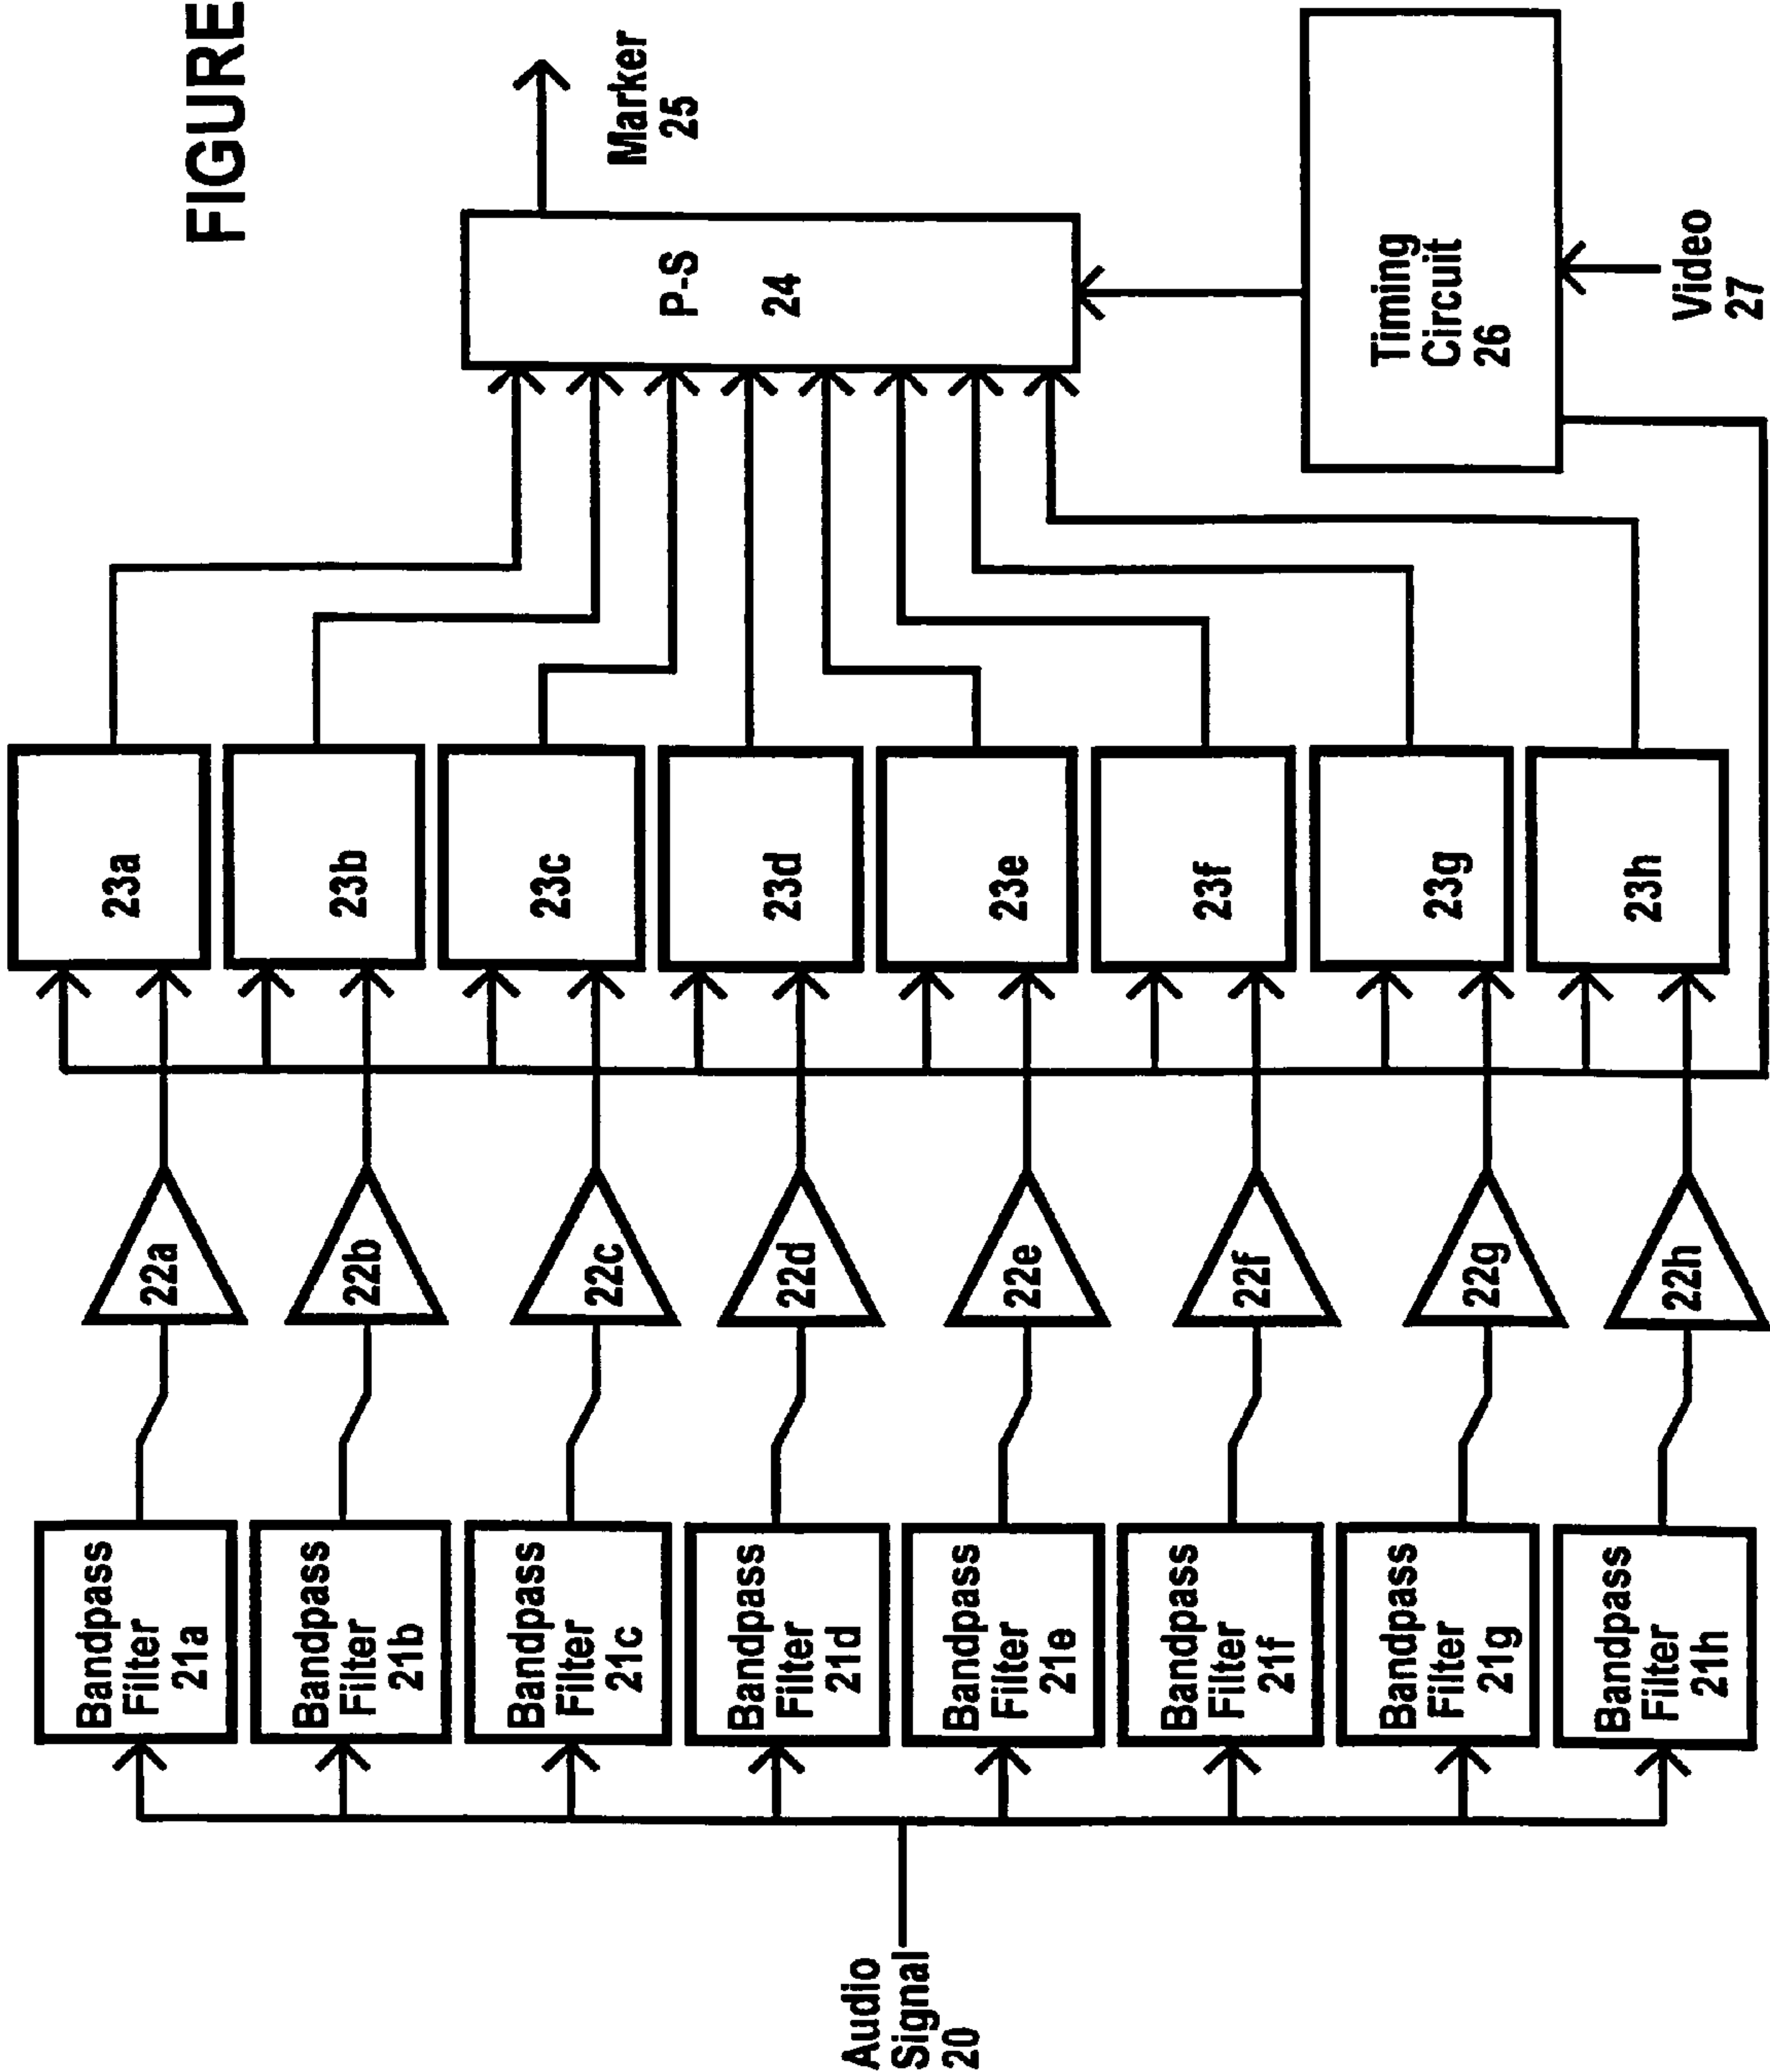 FIGURE
Audio
Signal
20
Bandpass
Filter
21a
Bandpass
Filter
21b
Bandpass
Filter
21c
Bandpass
Filter
21d
Bandpass
Filter
21e
Bandpass
Filter
21f
Bandpass
Filter
21g
Bandpass
Filter
21h
22a
22b
22c
22d
22e
22f
22g
22h
23a
23b
23c
23d
23e
23f
23g
23h
P-S
24
Marker
25
Timing
Circuit
26
Video
27